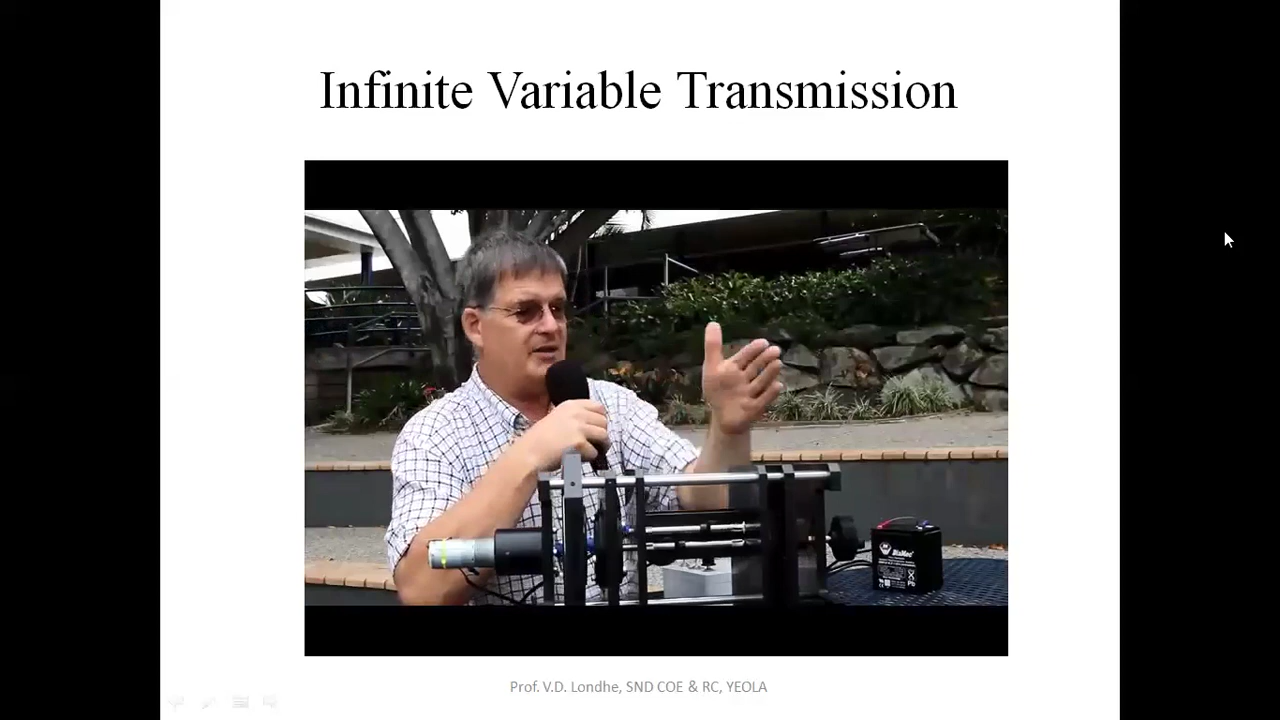 Infinite Variable Transmission
Prof. V.D. Londhe, SND COE & RC, YEOLA